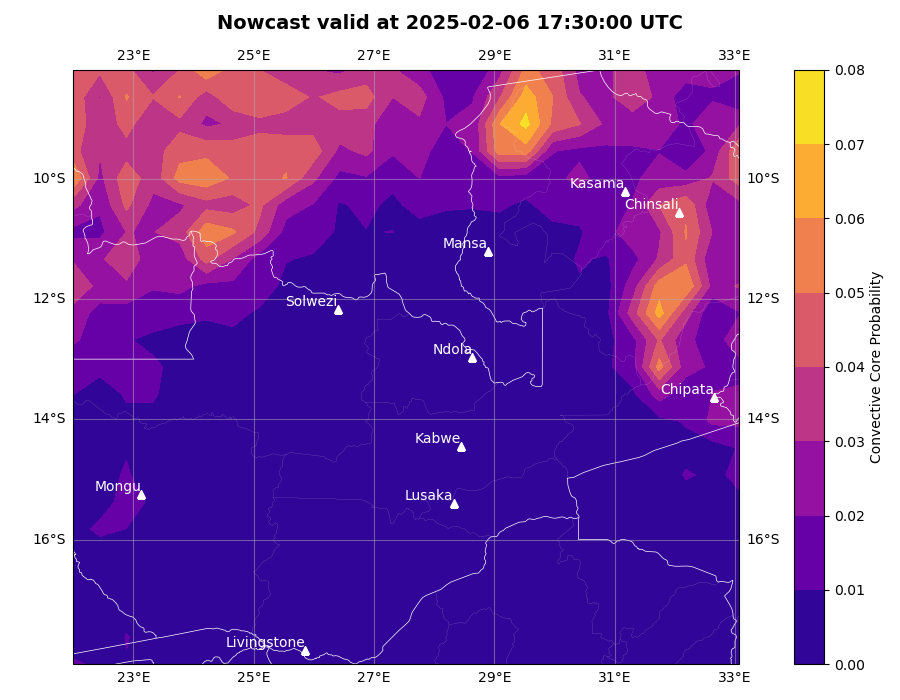 Nowcast valid at 2025-02-06 17:30:00 UTC
23°E 25°E 27°E 29°E 31°E 33°E
0.08
0.07
10°S Kasama 10°S
Chinsali
0.06
Mansa
0.05
12°S Solwezi 12°S
0.04
Ndola
Chipata
14°S 14°S
0.03
Kabwe
Mongu
Lusaka
0.02
16°S 16°S
0.01
Livingstone
0.00
23°E 25°E 27°E 29°E 31°E 33°E
Convective Core Probability